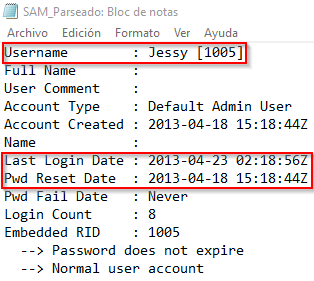 SAM_Parseado: Bloc de notas
Archivo Edición Formato Ver Ayuda
Username : Jessy [1005]
Full Name :
User Comment :
Account Type : Default Admin User
Account Created : 2013-04-18 15:18:44Z
Name :
Last Login Date : 2013-04-23 02:18:56Z
Pwd Reset Date : 2013-04-18 15:18:44Z
Pwd Fail Date : Never
Login Count : 8
Embedded RID : 1005
--> Password does not expire
--> Normal user account